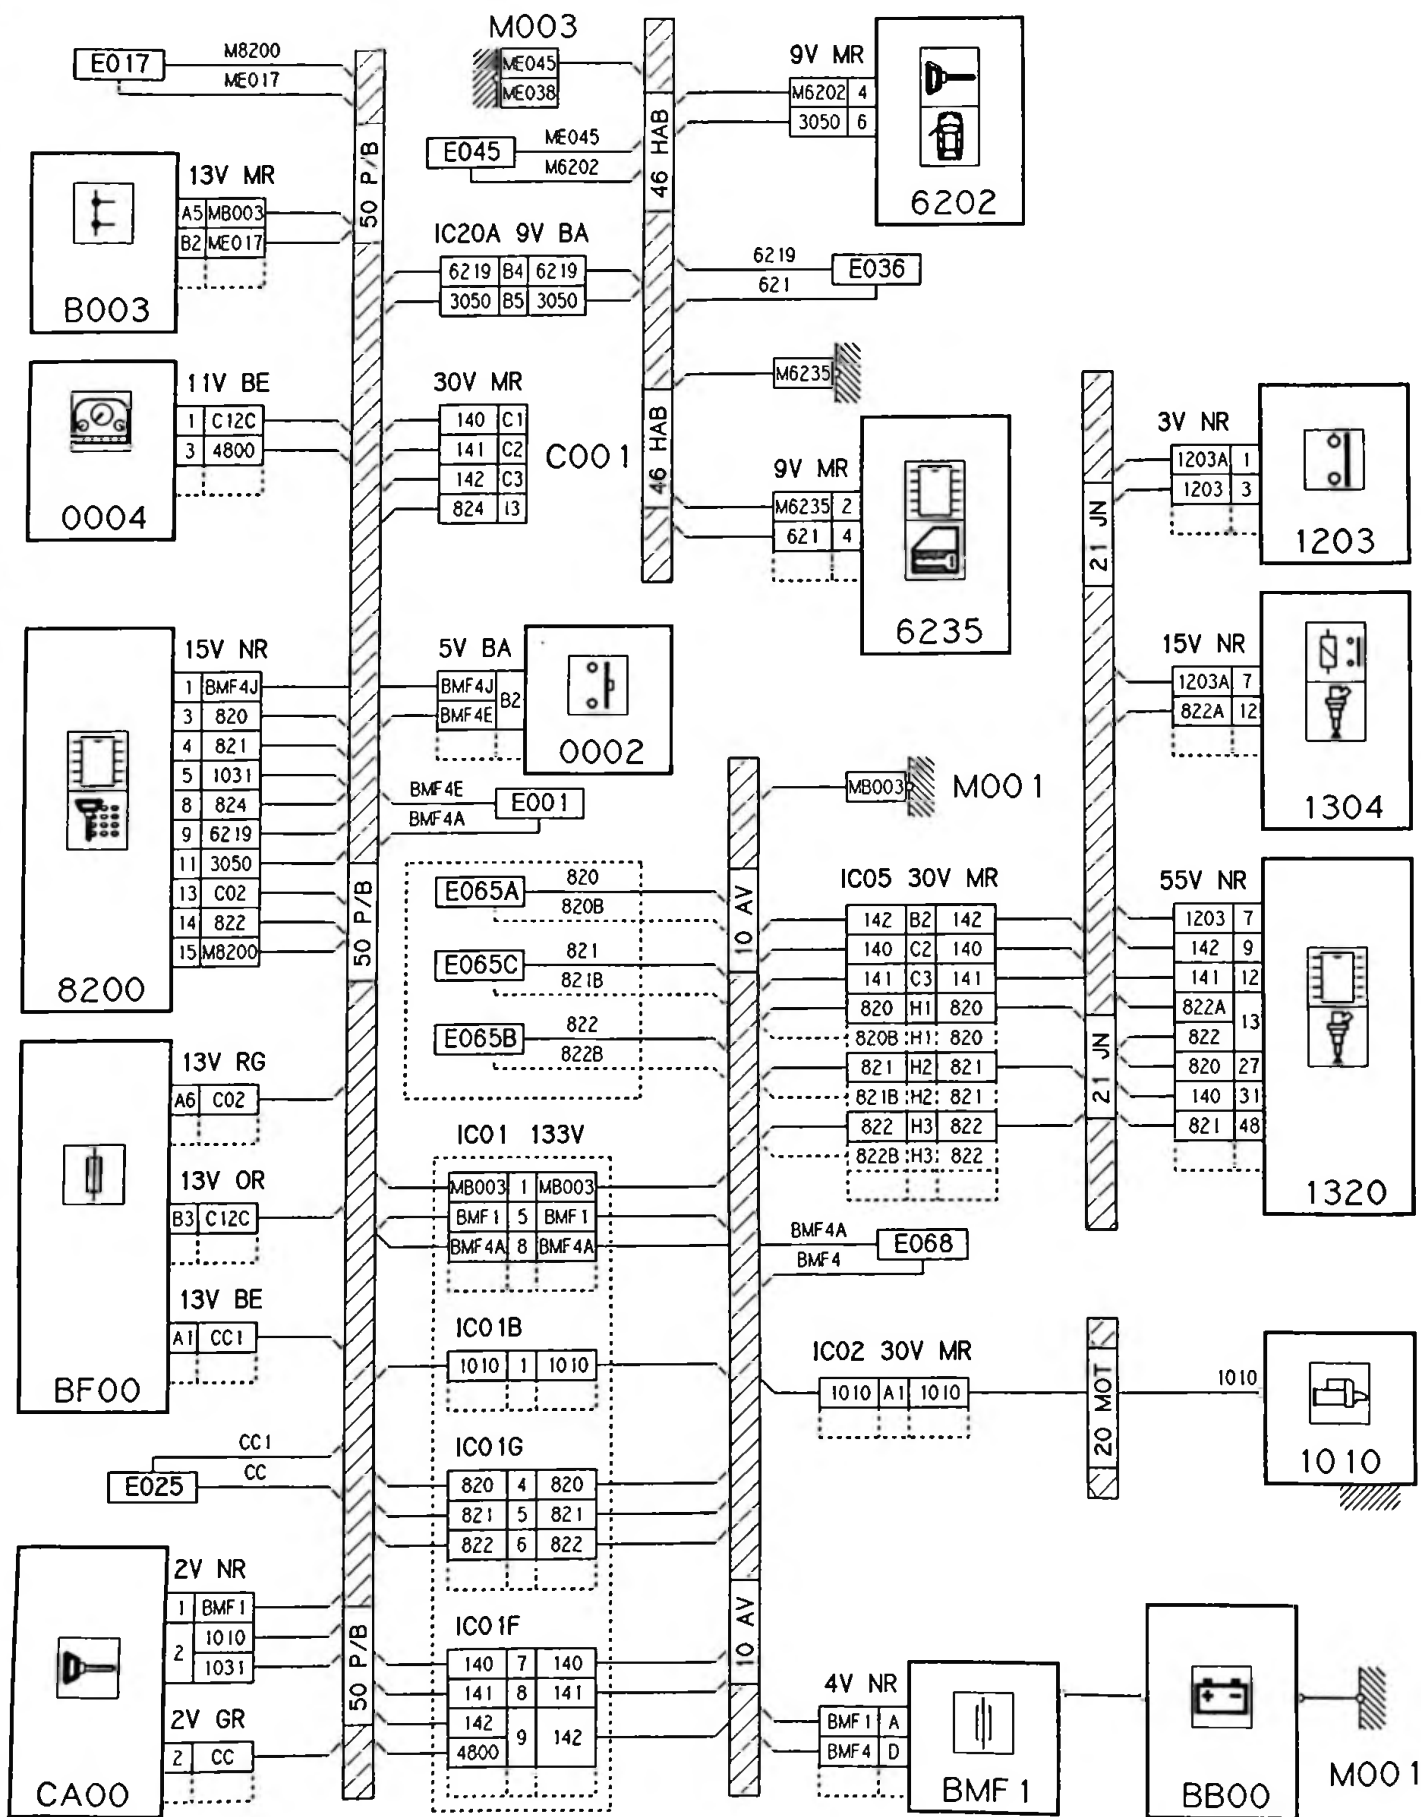 E017
M8200
ME017
13V MR
A5 MB003
B2 ME017
B003
11V BE
1 C12C
3 4800
0004
15V NR
1 BMF4J
3 820
4 821
5 1031
8 824
9 6219
11 3050
13 C02
14 822
15 M8200
8200
13V RG
A6 C02
13V OR
B3 C12C
13V BE
A1 CC1
BF00
CC1
E025
CC
2V NR
1 BMF1
2 1010
1031
2V GR
2 CC
CA00
50 P/B
50 P/B
50 P/B
M003
ME045
ME038
E045
ME045
M6202
IC20A 9V BA
6219 B4 6219
3050 B5 3050
30V MR
140 C1
141 C2
142 C3
824 I3
C001
5V BA
BMF4J
B2
BMF4E
0002
BMF4E
E001
BMF4A
E065A
820
820B
E065C
821
821B
E065B
822
822B
IC01 133V
MB003 1 MB003
BMF1 5 BMF1
BMF4A 8 BMF4A
IC01B
1010 1 1010
IC01G
820 4 820
821 5 821
822 6 822
IC01F
140 7 140
141 8 141
142 9 142
4800
46 HAB
46 HAB
9V MR
M6202 4
3050 6
6202
6219
E036
621
M6235
9V MR
M6235 2
621 4
6235
10 AV
10 AV
MB003
M001
IC05 30V MR
142 B2 142
140 C2 140
141 C3 141
820 H1 820
820B H1 820
821 H2 821
821B H2 821
822 H3 822
822B H3 822
BMF4A
E068
BMF4
IC02 30V MR
1010 A1 1010
4V NR
BMF1 A
BMF4 D
BMF1
21 JN
21 JN
3V NR
1203A 1
1203 3
1203
15V NR
1203A 7
822A 12
1304
55V NR
1203 7
142 9
141 12
822A 13
822
820 27
140 31
821 48
1320
20 MOT
1010
1010
BB00
M001